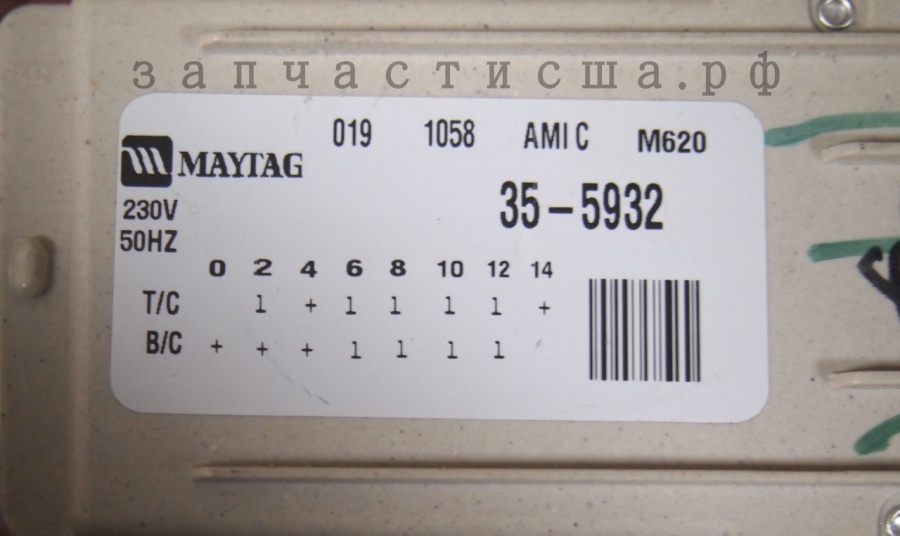 запчастисша.рф
019 1058 AMI C M620
MAYTAG
35-5932
230V
50HZ
0 2 4 6 8 10 12 14
T/C 1 + 1 1 1 1 +
B/C + + + 1 1 1 1